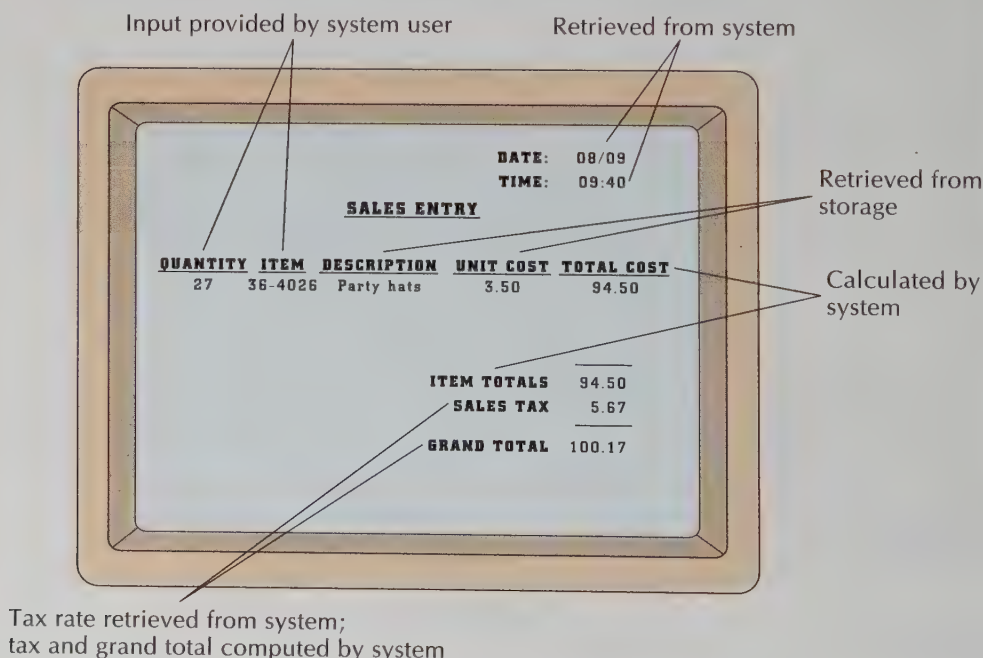 Input provided by system user
Retrieved from system
DATE: 08/09
TIME: 09:40
SALES ENTRY
Retrieved from
storage
QUANTITY ITEM DESCRIPTION UNIT COST TOTAL COST
27 36-4026 Party hats 3.50 94.50
Calculated by
system
ITEM TOTALS 94.50
SALES TAX 5.67
GRAND TOTAL 100.17
Tax rate retrieved from system;
tax and grand total computed by system